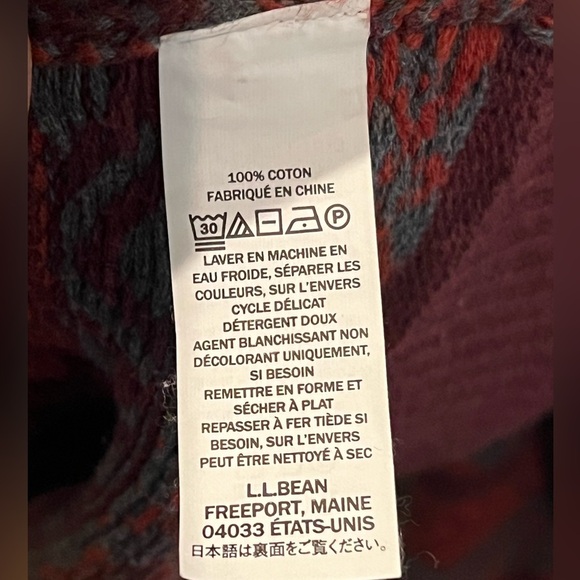 100% COTON
FABRIQUÉ EN CHINE
30 P
LAVER EN MACHINE EN
EAU FROIDE, SÉPARER LES
COULEURS, SUR L'ENVERS
CYCLE DÉLICAT
DÉTERGENT DOUX
AGENT BLANCHISSANT NON
DÉCOLORANT UNIQUEMENT,
SI BESOIN
REMETTRE EN FORME ET
SÉCHER À PLAT
REPASSER À FER TIÈDE SI
BESOIN, SUR L'ENVERS
PEUT ÊTRE NETTOYÉ À SEC
L.L.BEAN
FREEPORT, MAINE
04033 ÉTATS-UNIS
日本語は裏面をご覧ください。